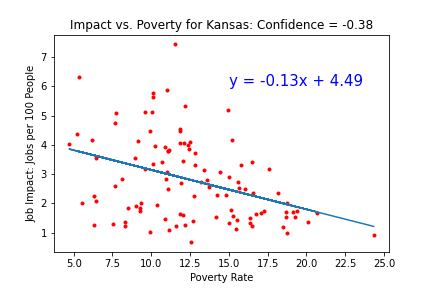 Impact vs. Poverty for Kansas: Confidence = -0.38
y = -0.13x + 4.49
Job Impact: Jobs per 100 People
7
6
5
4
3
2
1
5.0 7.5 10.0 12.5 15.0 17.5 20.0 22.5 25.0
Poverty Rate